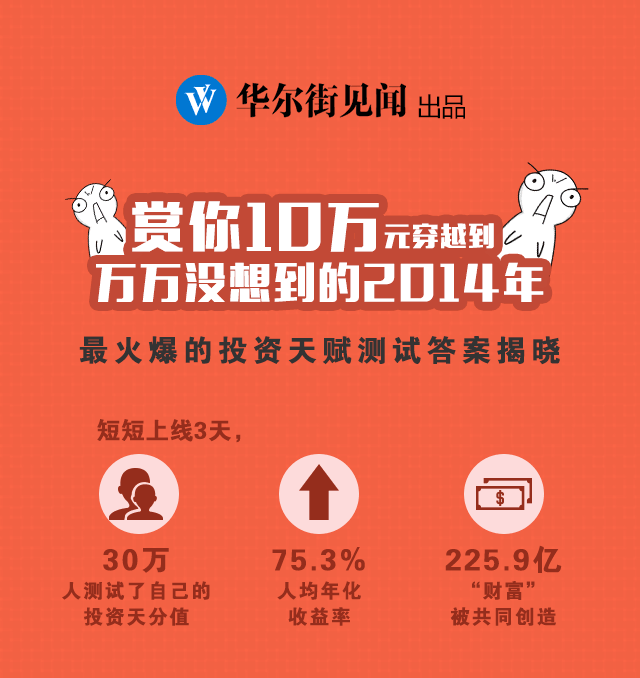 华尔街见闻 出品
赏你10万元穿越到
万万没想到的2014年
最火爆的投资天赋测试答案揭晓
短短上线3天，
$
30万
人测试了自己的
投资天分值
75.3%
人均年化
收益率
225.9亿
“财富”
被共同创造